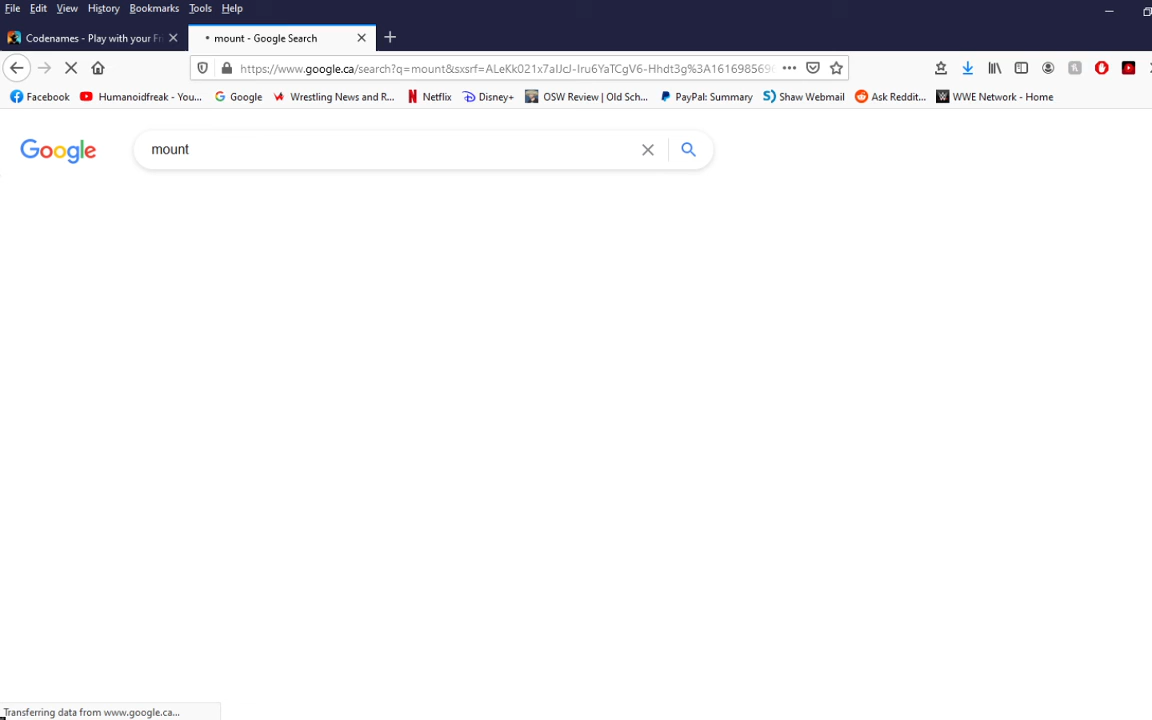 File Edit View History Bookmarks Tools Help
Codenames - Play with your Fr mount - Google Search
https://www.google.ca/search?q=mount&sxsrf=ALeKk021x7alJcJ-Iru6YaTCgV6-Hhdt3g%3A1616985696
Facebook Humanoidfreak - You... Google Wrestling News and R... Netflix Disney+ OSW Review | Old Sch... PayPal: Summary Shaw Webmail Ask Reddit... WWE Network - Home
Google mount
Transferring data from www.google.ca...